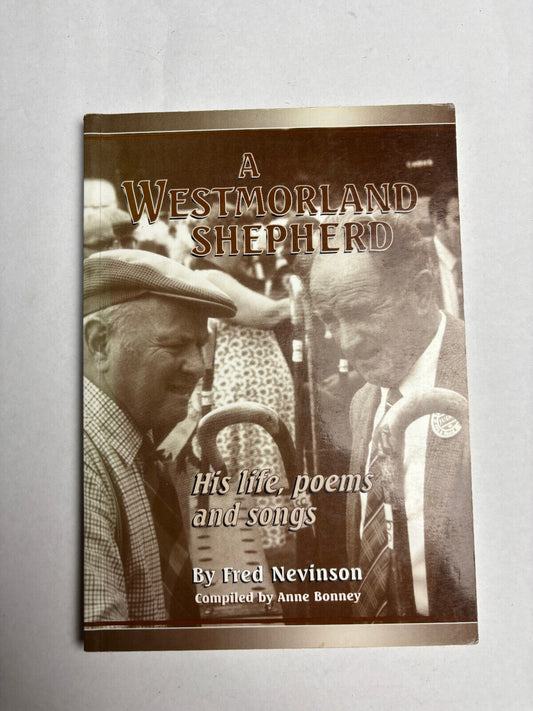 A
WESTMORLAND
SHEPHERD
His life, poems
and songs
By Fred Nevinson
Compiled by Anne Bonney